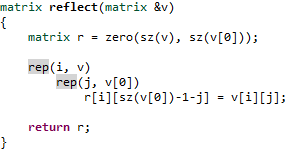 matrix reflect(matrix &v)
{
    matrix r = zero(sz(v), sz(v[0]));
    rep(i, v)
        rep(j, v[0])
            r[i][sz(v[0])-1-j] = v[i][j];
    return r;
}